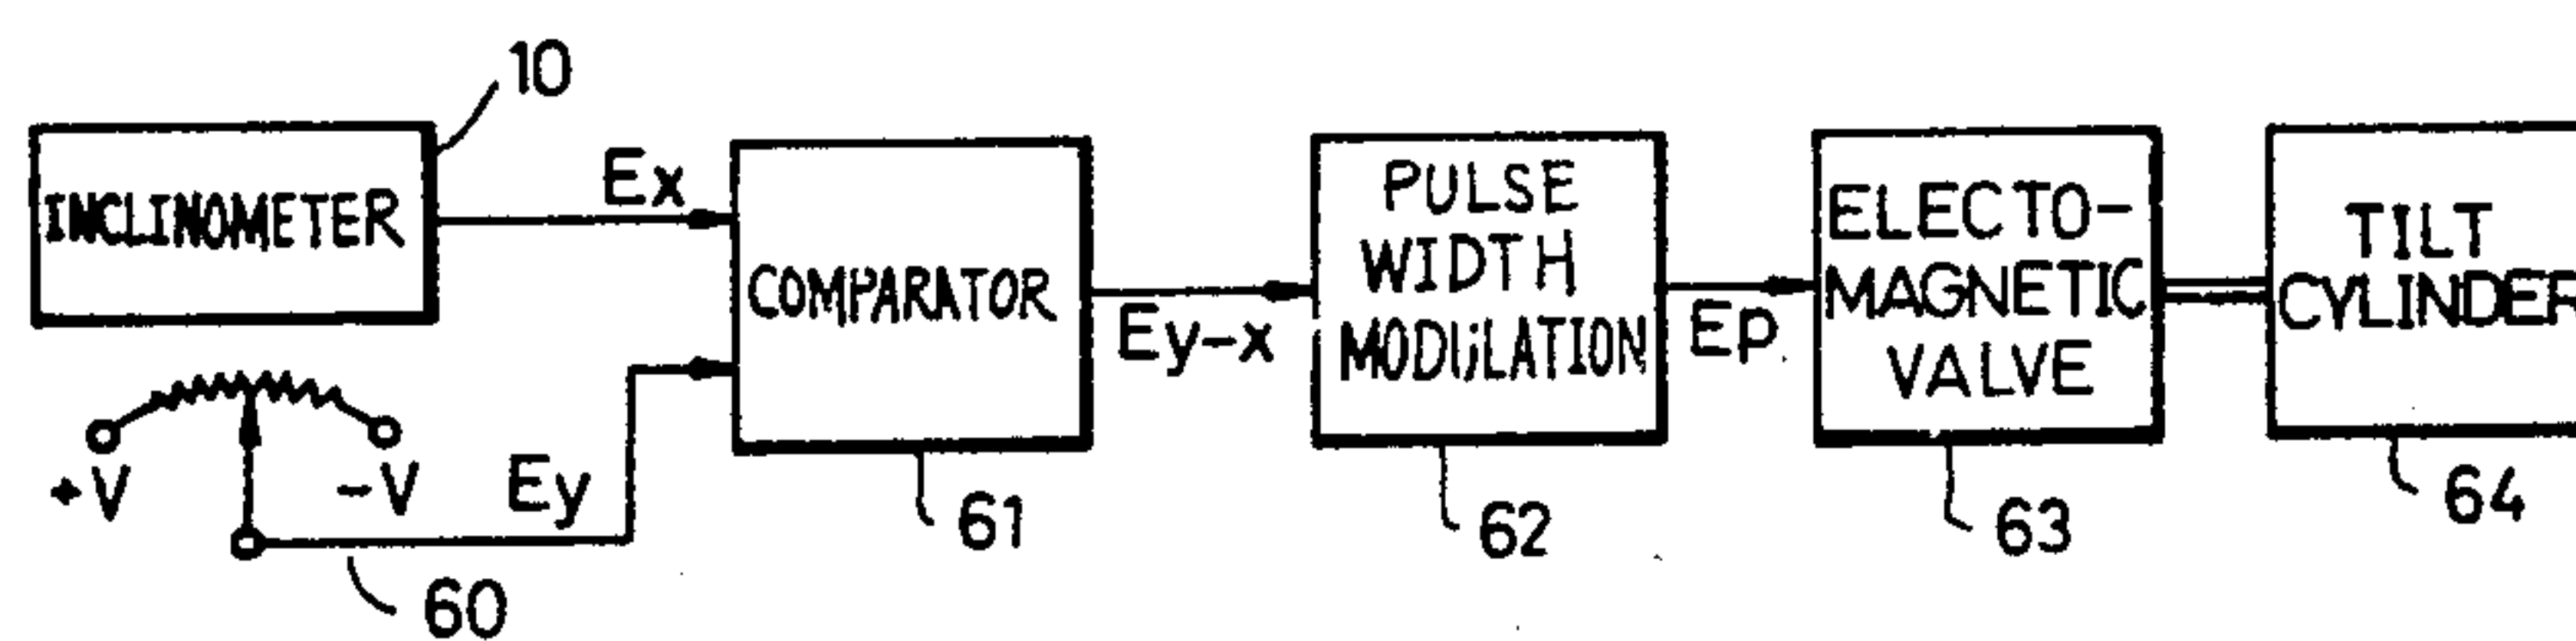 10
INCLINOMETER
Ex
COMPARATOR
61
+V
-V
Ey
60
Ey-x
PULSE
WIDTH
MODULATION
62
Ep
ELECTO-
MAGNETIC
VALVE
63
TILT
CYLINDER
64